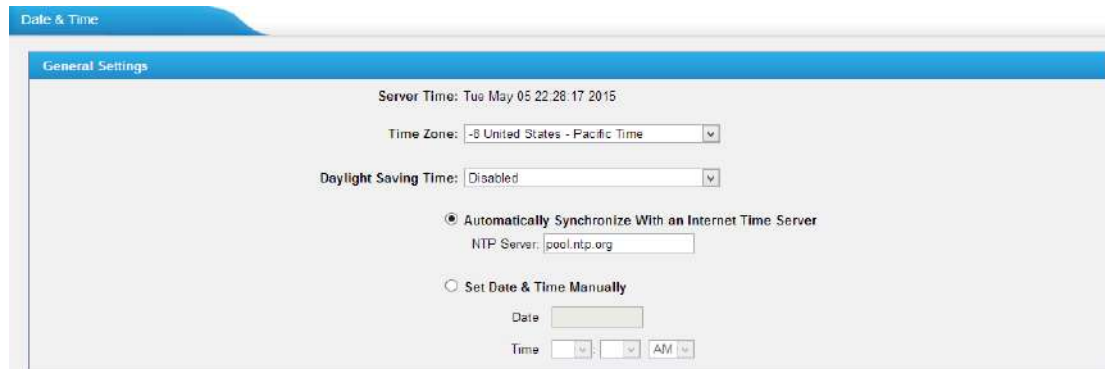 Date & Time
General Settings
Server Time: Tue May 05 22:28:17 2015
Time Zone: -8 United States - Pacific Time
Daylight Saving Time: Disabled
Automatically Synchronize With an Internet Time Server
NTP Server: pool.ntp.org
Set Date & Time Manually
Date
Time : AM